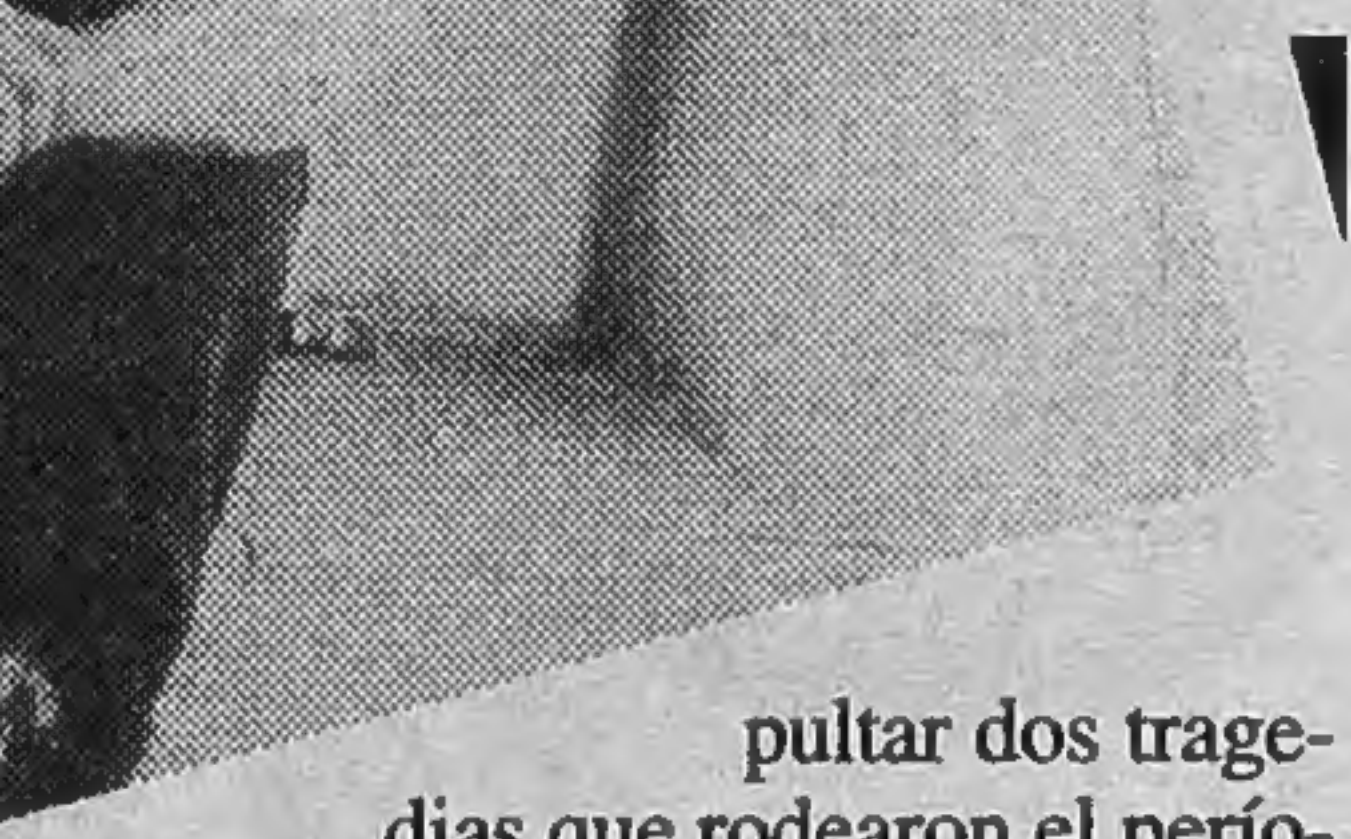 pultar dos trage-
dias que rodearon el perío-